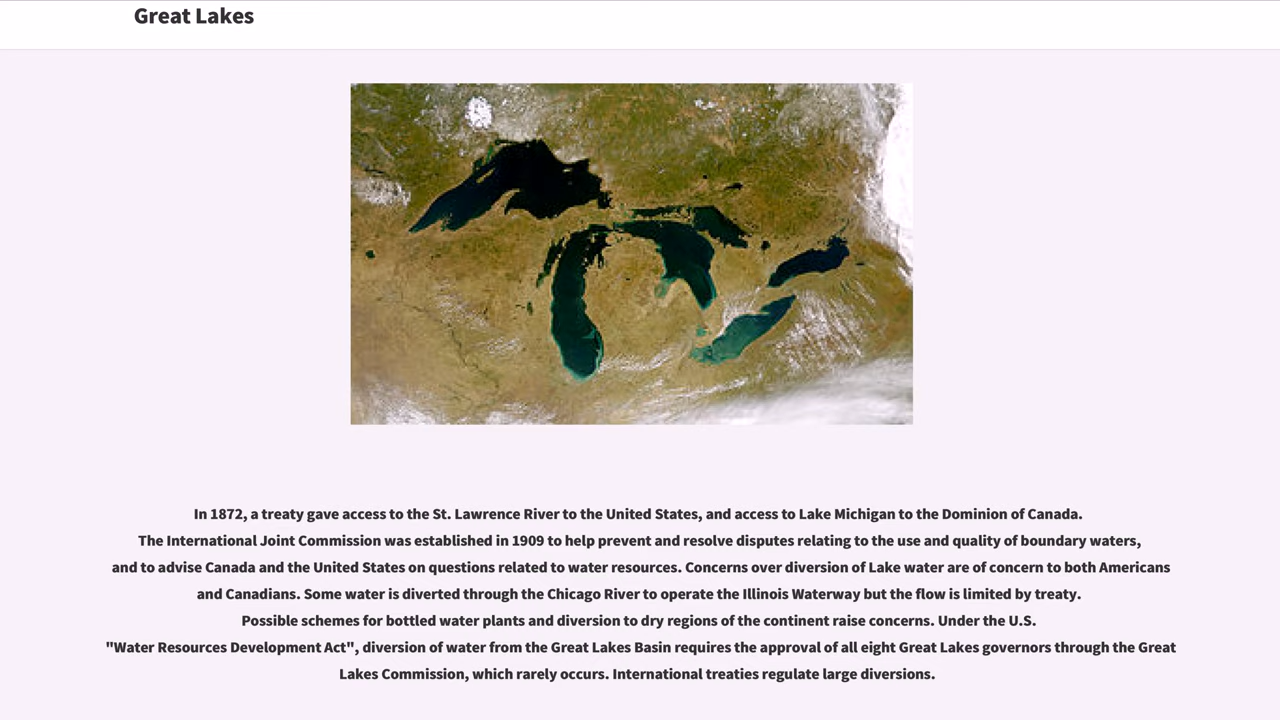 Great Lakes
In 1872, a treaty gave access to the St. Lawrence River to the United States, and access to Lake Michigan to the Dominion of Canada.
The International Joint Commission was established in 1909 to help prevent and resolve disputes relating to the use and quality of boundary waters,
and to advise Canada and the United States on questions related to water resources. Concerns over diversion of Lake water are of concern to both Americans
and Canadians. Some water is diverted through the Chicago River to operate the Illinois Waterway but the flow is limited by treaty.
Possible schemes for bottled water plants and diversion to dry regions of the continent raise concerns. Under the U.S.
"Water Resources Development Act", diversion of water from the Great Lakes Basin requires the approval of all eight Great Lakes governors through the Great
Lakes Commission, which rarely occurs. International treaties regulate large diversions.